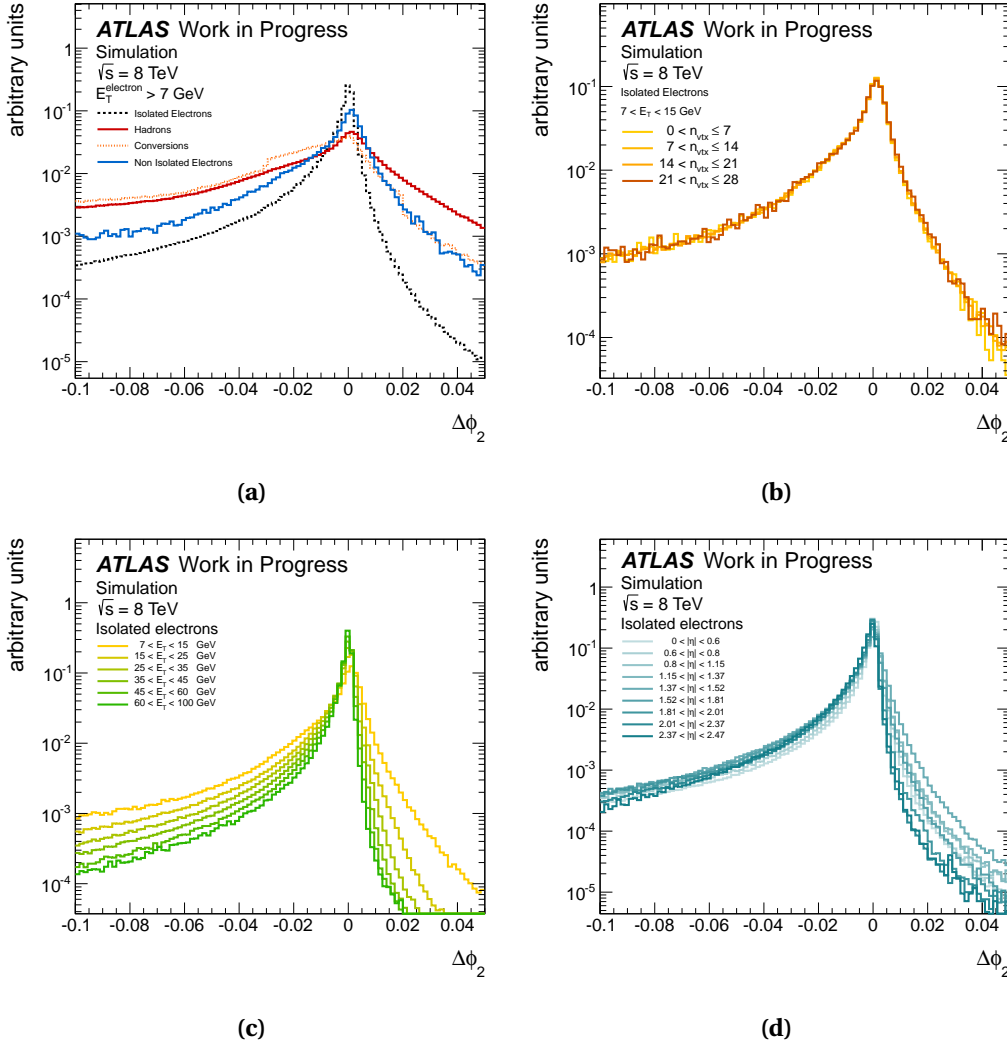 arbitrary units
ATLAS Work in Progress
Simulation
√s = 8 TeV
E_T^electron > 7 GeV
Isolated Electrons
Hadrons
Conversions
Non Isolated Electrons
1
10⁻¹
10⁻²
10⁻³
10⁻⁴
10⁻⁵
-0.1 -0.08 -0.06 -0.04 -0.02 0 0.02 0.04
Δϕ₂
(a)
arbitrary units
ATLAS Work in Progress
Simulation
√s = 8 TeV
Isolated Electrons
7 < E_T < 15 GeV
0 < n_vtx ≤ 7
7 < n_vtx ≤ 14
14 < n_vtx ≤ 21
21 < n_vtx ≤ 28
1
10⁻¹
10⁻²
10⁻³
10⁻⁴
-0.1 -0.08 -0.06 -0.04 -0.02 0 0.02 0.04
Δϕ₂
(b)
arbitrary units
ATLAS Work in Progress
Simulation
√s = 8 TeV
Isolated electrons
7 < E_T < 15 GeV
15 < E_T < 25 GeV
25 < E_T < 35 GeV
35 < E_T < 45 GeV
45 < E_T < 60 GeV
60 < E_T < 100 GeV
1
10⁻¹
10⁻²
10⁻³
10⁻⁴
-0.1 -0.08 -0.06 -0.04 -0.02 0 0.02 0.04
Δϕ₂
(c)
arbitrary units
ATLAS Work in Progress
Simulation
√s = 8 TeV
Isolated electrons
0 < |η| < 0.6
0.6 < |η| < 0.8
0.8 < |η| < 1.15
1.15 < |η| < 1.37
1.37 < |η| < 1.52
1.52 < |η| < 1.81
1.81 < |η| < 2.01
2.01 < |η| < 2.37
2.37 < |η| < 2.47
1
10⁻¹
10⁻²
10⁻³
10⁻⁴
10⁻⁵
-0.1 -0.08 -0.06 -0.04 -0.02 0 0.02 0.04
Δϕ₂
(d)